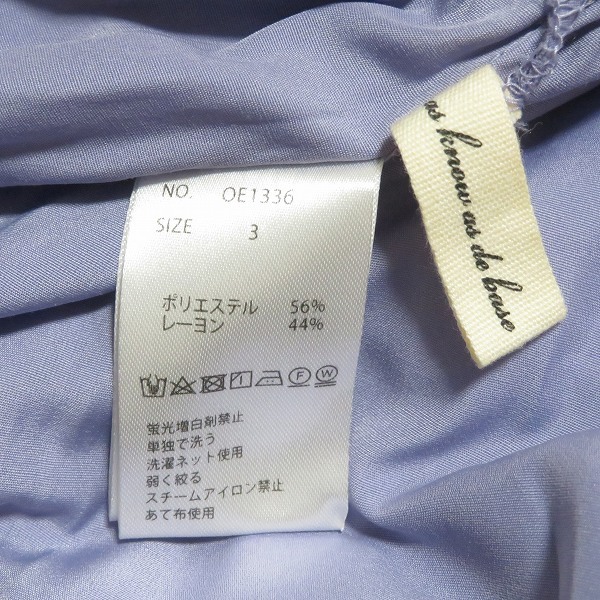 NO. OE1336
SIZE 3
ポリエステル 56%
レーヨン 44%
F W
蛍光増白剤禁止
単独で洗う
洗濯ネット使用
弱く絞る
スチームアイロン禁止
あて布使用
as know as de base